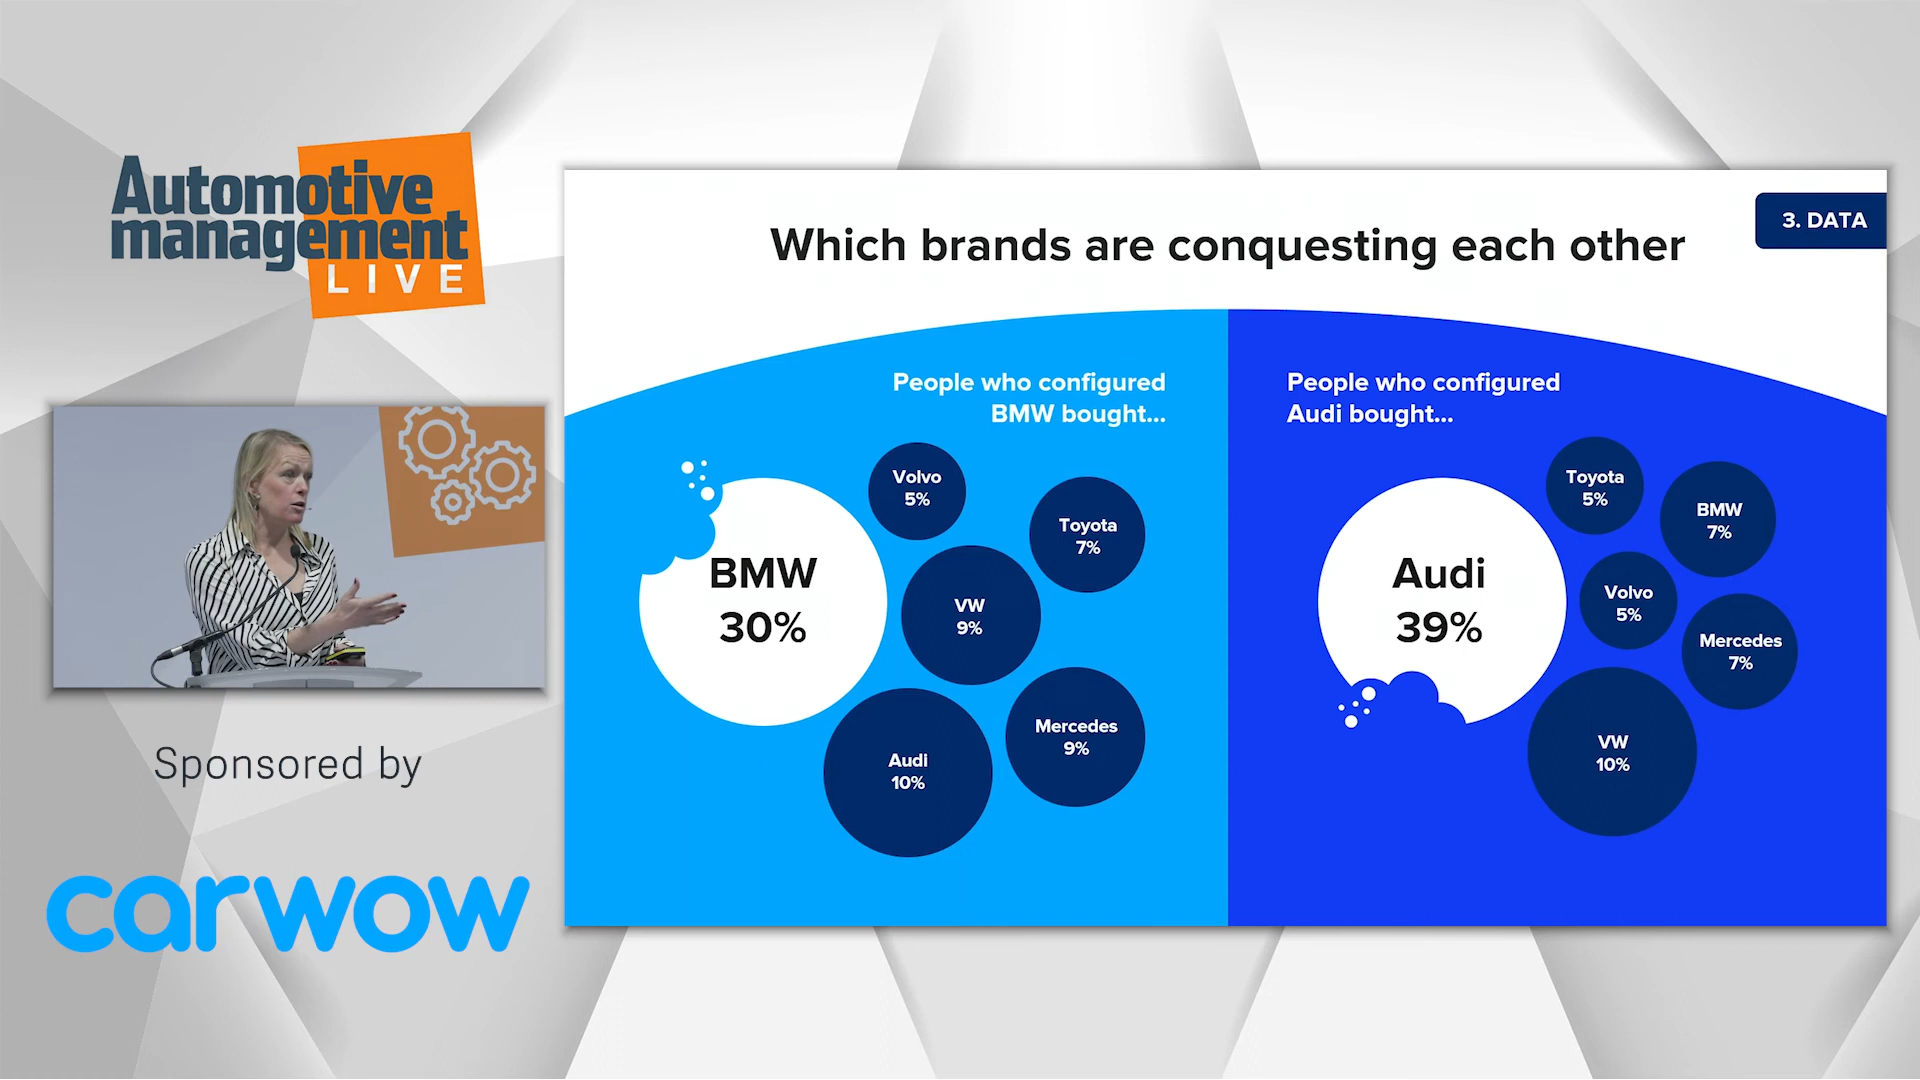 Automotive
management
LIVE
Sponsored by
carwow
3. DATA
Which brands are conquesting each other
People who configured
BMW bought...
BMW
30%
Volvo
5%
Toyota
7%
VW
9%
Mercedes
9%
Audi
10%
People who configured
Audi bought...
Audi
39%
Toyota
5%
BMW
7%
Volvo
5%
Mercedes
7%
VW
10%